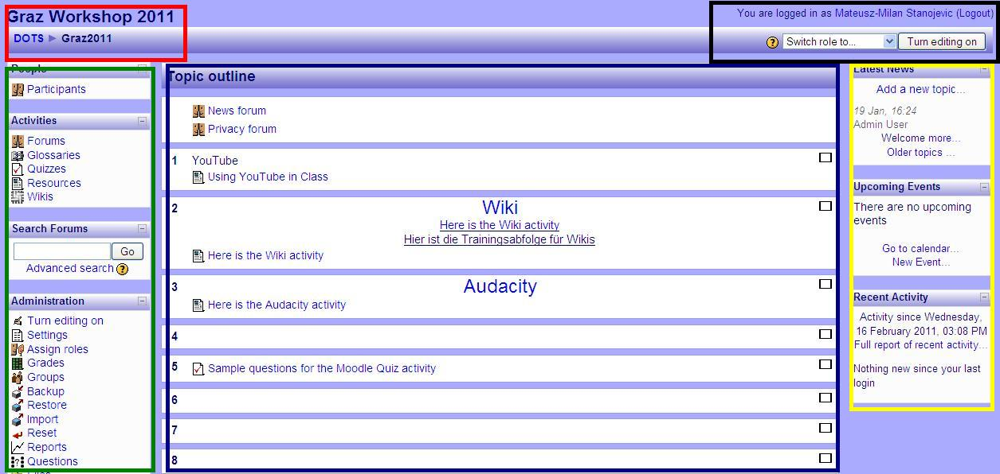 Graz Workshop 2011
You are logged in as Mateusz-Milan Stanojevic (Logout)
DOTS ► Graz2011
Switch role to...
Turn editing on
People
Participants
Activities
Forums
Glossaries
Quizzes
Resources
Wikis
Search Forums
Go
Advanced search
Administration
Turn editing on
Settings
Assign roles
Grades
Groups
Backup
Restore
Import
Reset
Reports
Questions
Topic outline
News forum
Privacy forum
1 YouTube
Using YouTube in Class
2 Wiki
Here is the Wiki activity
Hier ist die Trainingsabfolge für Wikis
Here is the Wiki activity
3 Audacity
Here is the Audacity activity
4
5 Sample questions for the Moodle Quiz activity
6
7
8
Latest News
Add a new topic...
19 Jan, 16:24
Admin User
Welcome more...
Older topics ...
Upcoming Events
There are no upcoming
events
Go to calendar...
New Event...
Recent Activity
Activity since Wednesday,
16 February 2011, 03:08 PM
Full report of recent activity...
Nothing new since your last
login